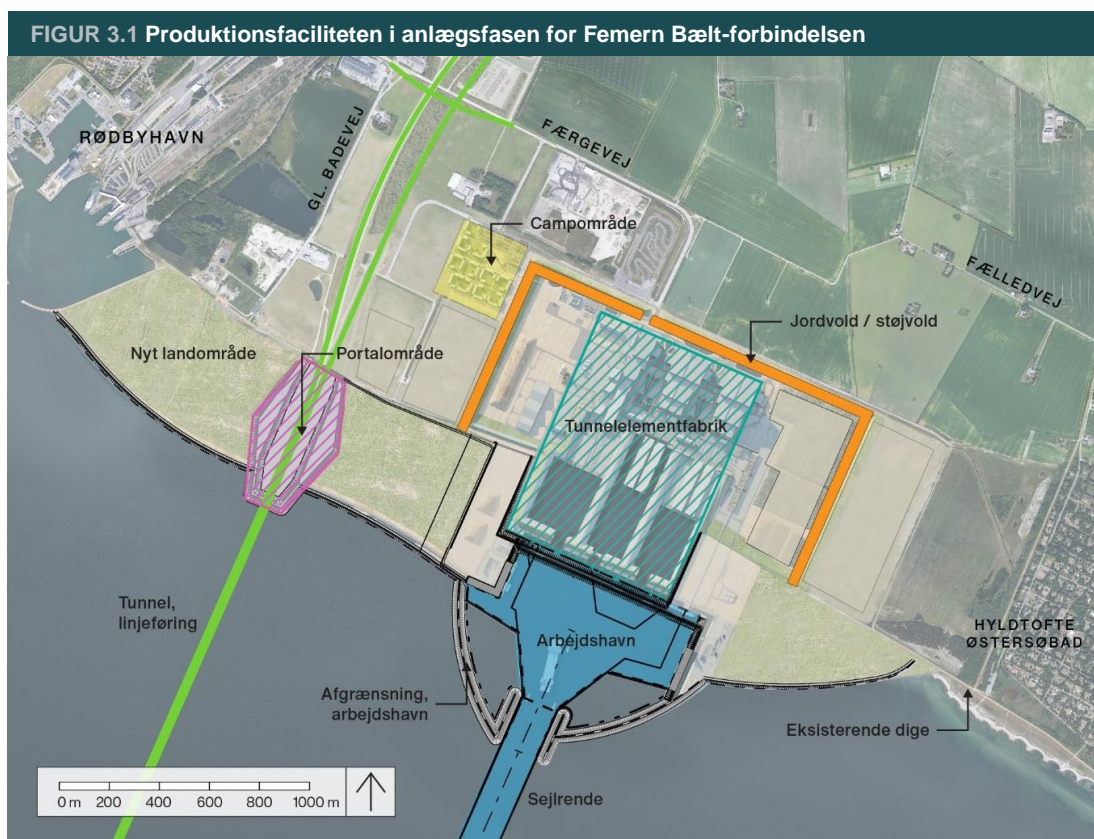 FIGUR 3.1 Produktionsfaciliteten i anlægsfasen for Femern Bælt-forbindelsen
RØDBYHAVN
GL. BADEVEJ
FÆRGEVEJ
Campområde
FÆLLEDVEJ
Jordvold / støjvold
Nyt landområde
Portalområde
Tunnelelementfabrik
Tunnel,
linjeføring
HYLDTOFTE
ØSTERSØBAD
Arbejdshavn
Afgrænsning,
arbejdshavn
Eksisterende dige
Sejlrende
0 m 200 400 600 800 1000 m